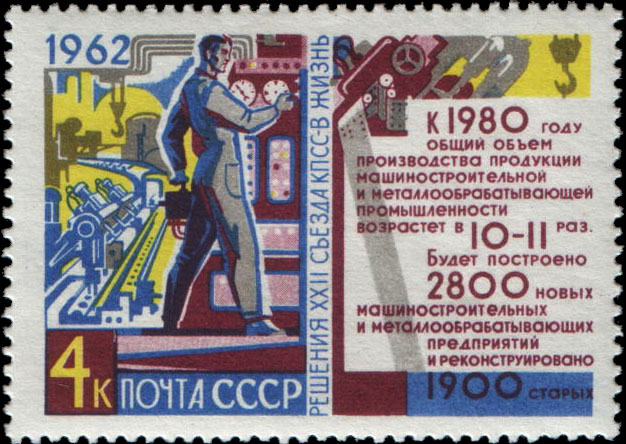 1962
4 к ПОЧТА СССР
РЕШЕНИЯ XXII СЪЕЗДА КПСС-В ЖИЗНЬ
К 1980 году
общий объем
производства продукции
машиностроительной
и металлообрабатывающей
промышленности
возрастет в 10-11 раз.
Будет построено
2800 новых
машиностроительных
и металлообрабатывающих
предприятий
и реконструировано
1900 старых